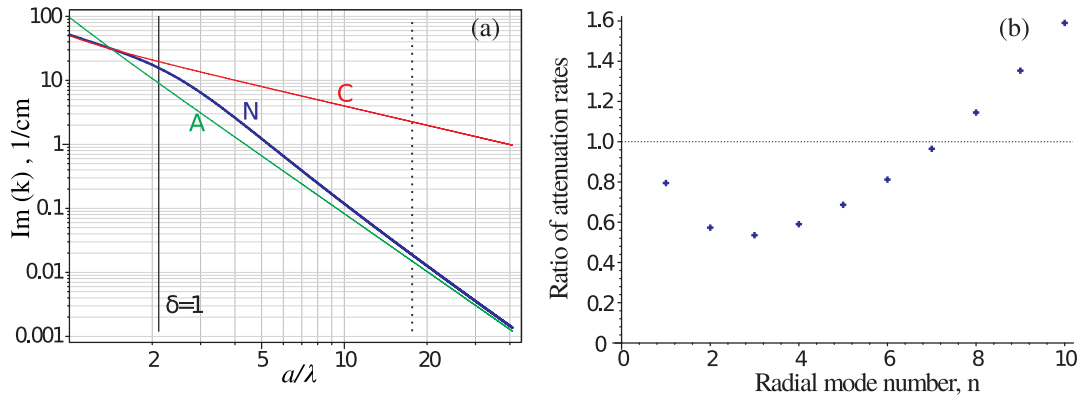 (a)
100
10
1
0.1
0.01
0.001
Im (k) , 1/cm
A
N
C
δ=1
2
5
10
20
a/λ
(b)
1.6
1.4
1.2
1.0
0.8
0.6
0.4
0.2
0
Ratio of attenuation rates
0
2
4
6
8
10
Radial mode number, n